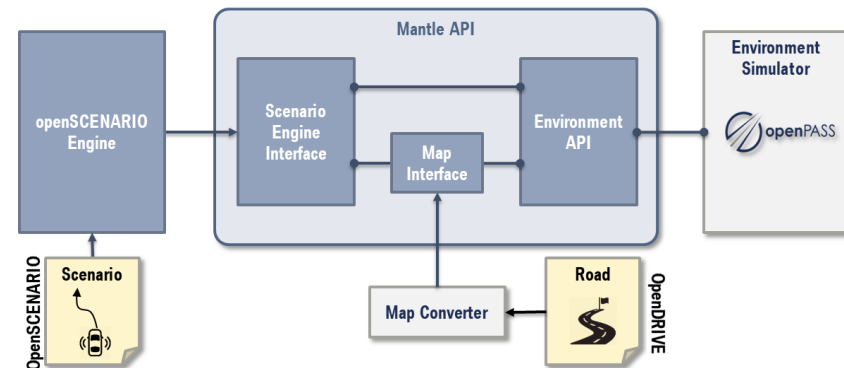 Mantle API
openSCENARIO
Engine
Scenario
Engine
Interface
Map
Interface
Environment
API
Environment
Simulator
openPASS
OpenSCENARIO
Scenario
Map Converter
Road
OpenDRIVE